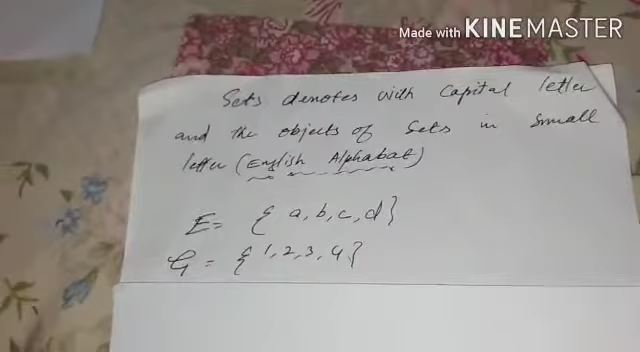 Made with KINEMASTER
Sets denotes with Capital letter
and the objects of Sets in small
letter (English Alphabat)
E = { a, b, c, d }
G = { 1, 2, 3, 4 }